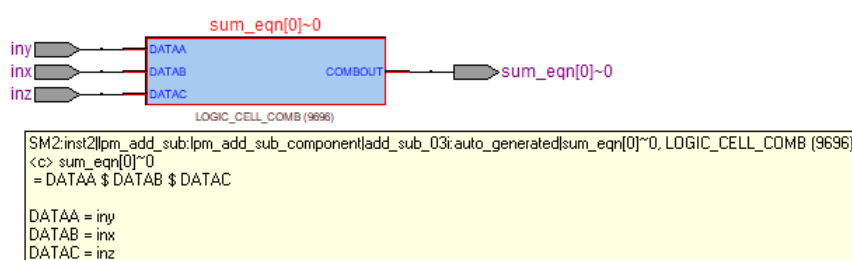 sum_eqn[0]~0
iny
DATAA
inx
DATAB
COMBOUT
sum_eqn[0]~0
inz
DATAC
LOGIC_CELL_COMB (9696)
SM2:inst2|lpm_add_sub:lpm_add_sub_component|add_sub_03i:auto_generated|sum_eqn[0]~0, LOGIC_CELL_COMB (9696)
<c> sum_eqn[0]~0
= DATAA $ DATAB $ DATAC
DATAA = iny
DATAB = inx
DATAC = inz